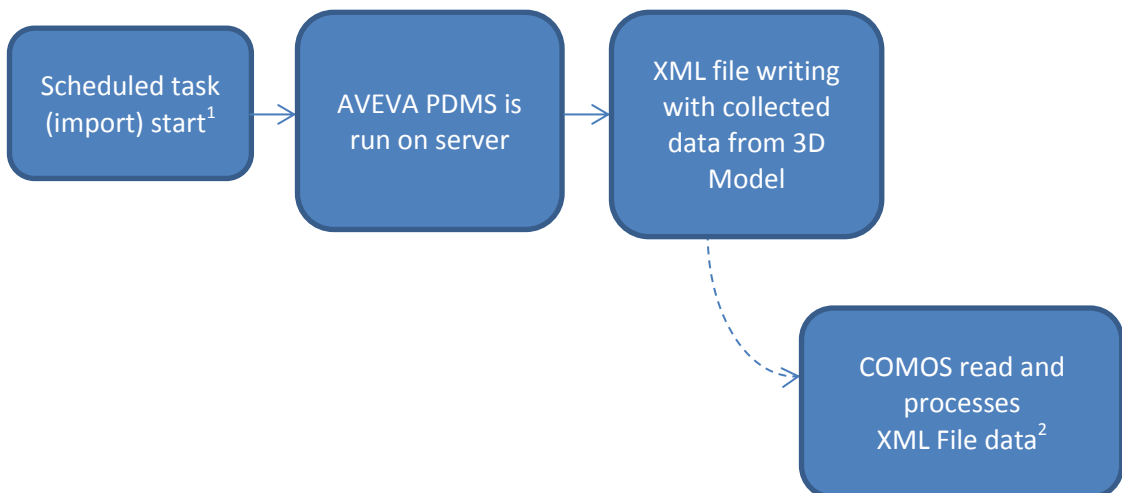 Scheduled task
(import) start¹
AVEVA PDMS is
run on server
XML file writing
with collected
data from 3D
Model
COMOS read and
processes
XML File data²